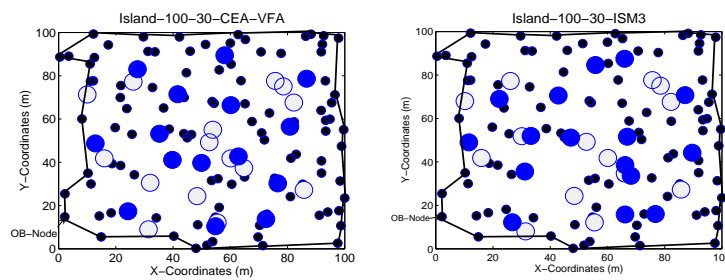 Island−100−30−CEA−VFA
100
80
60
40
20
0
0 20 40 60 80 100
Y−Coordinates (m)
X−Coordinates (m)
OB−Node
Island−100−30−ISM3
100
80
60
40
20
0
0 20 40 60 80 100
Y−Coordinates (m)
X−Coordinates (m)
OB−Node